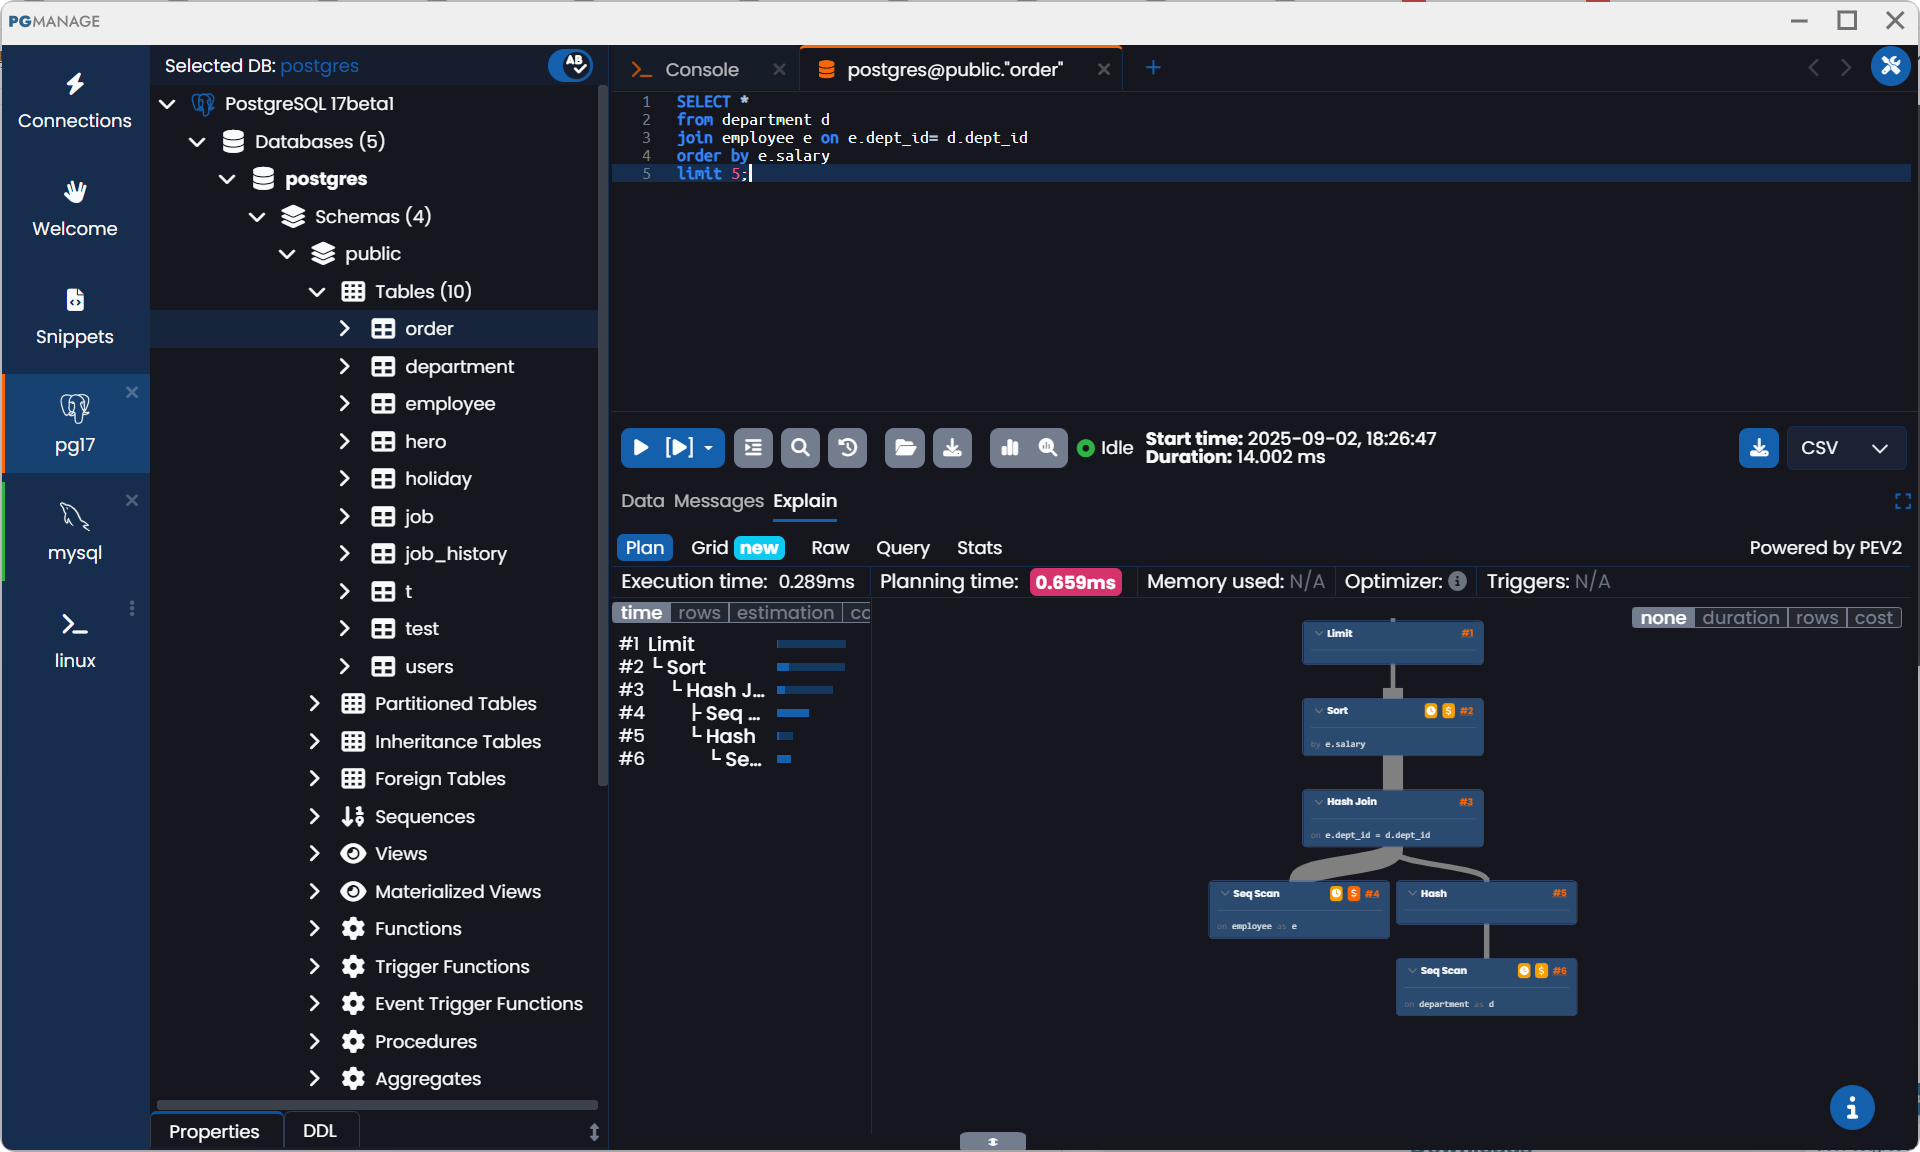 PGMANAGE
Connections
Welcome
Snippets
pg17
mysql
linux
Selected DB: postgres
AB
PostgreSQL 17beta1
Databases (5)
postgres
Schemas (4)
public
Tables (10)
order
department
employee
hero
holiday
job
job_history
t
test
users
Partitioned Tables
Inheritance Tables
Foreign Tables
Sequences
Views
Materialized Views
Functions
Trigger Functions
Event Trigger Functions
Procedures
Aggregates
Properties
DDL
Console
postgres@public."order"
1 SELECT *
2 from department d
3 join employee e on e.dept_id= d.dept_id
4 order by e.salary
5 limit 5;
Idle
Start time: 2025-09-02, 18:26:47
Duration: 14.002 ms
CSV
Data Messages Explain
Plan Grid new Raw Query Stats
Powered by PEV2
Execution time: 0.289ms
Planning time: 0.659ms
Memory used: N/A
Optimizer:
Triggers: N/A
time rows estimation co
#1 Limit
#2 Sort
#3 Hash J...
#4 Seq ...
#5 Hash
#6 Se...
none duration rows cost
Limit #1
Sort $ #2
by e.salary
Hash Join #3
on e.dept_id = d.dept_id
Seq Scan $ #4
on employee as e
Hash #5
Seq Scan $ #6
on department as d